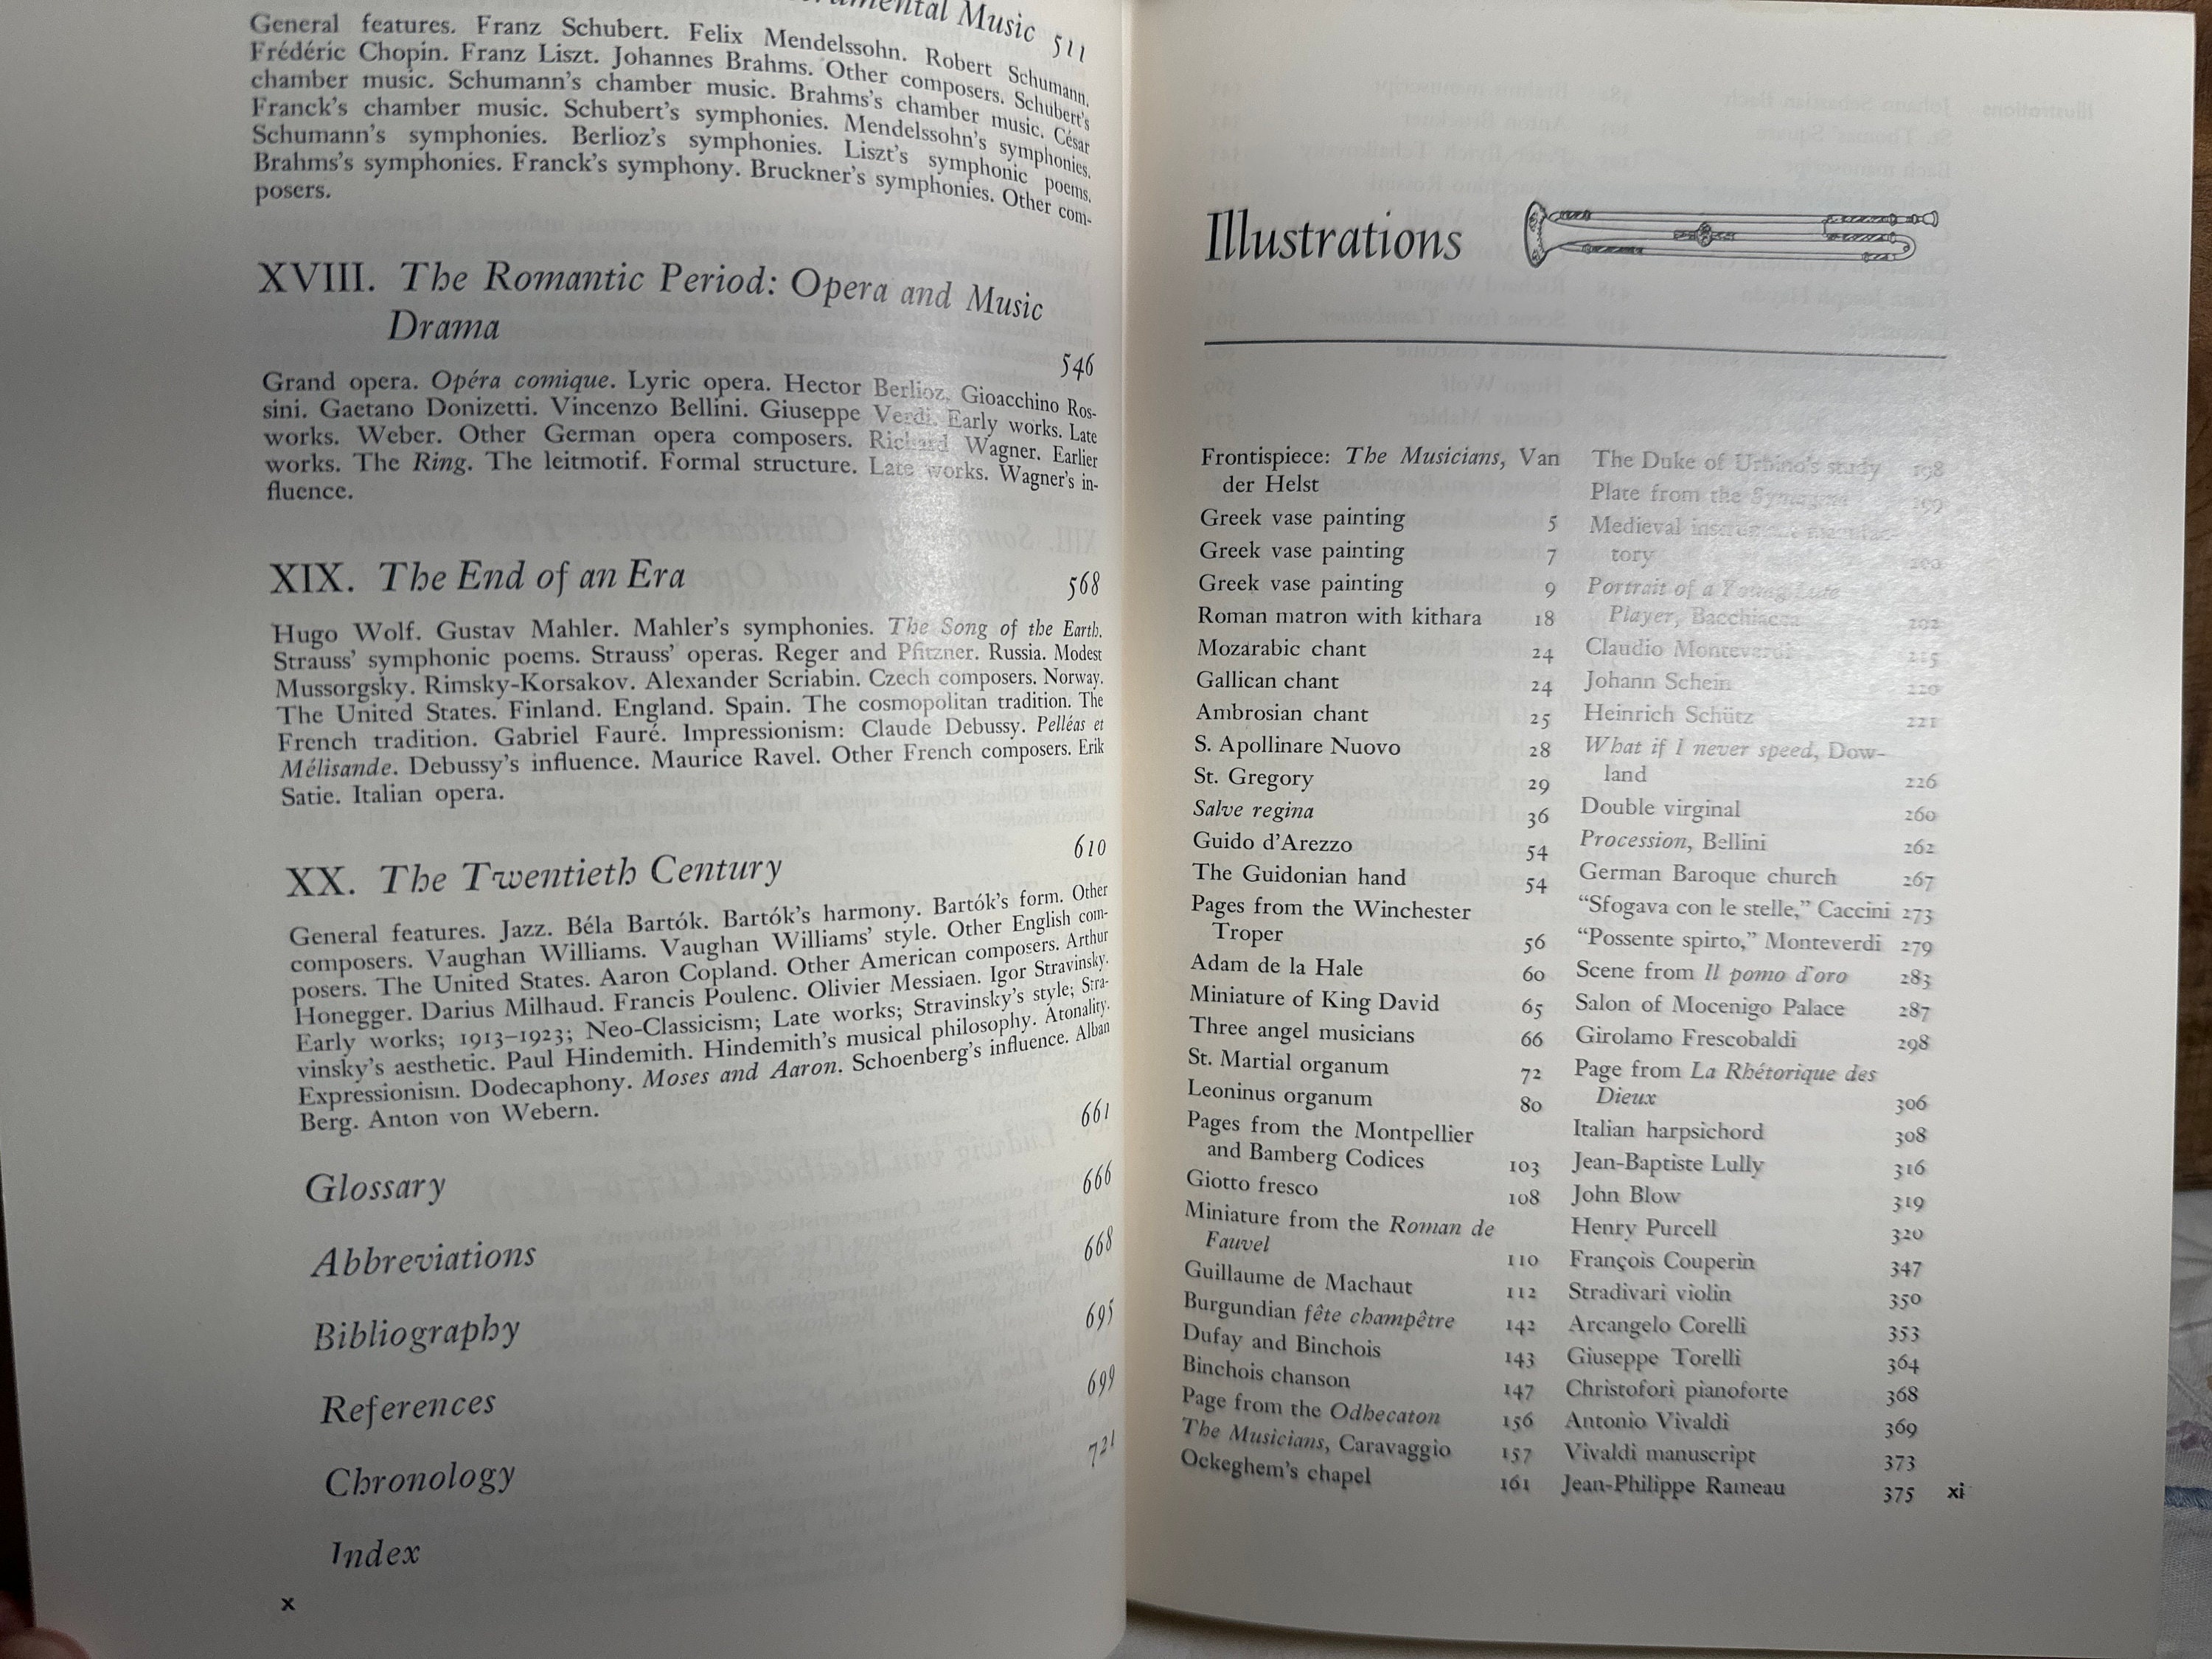 Music 511
General features. Franz Schubert. Felix Mendelssohn. Robert Schumann.
Frédéric Chopin. Franz Liszt. Johannes Brahms. Other composers. Schubert's
chamber music. Schumann's chamber music. Brahms's chamber music. César
Franck's chamber music. Schubert's symphonies. Mendelssohn's symphonies.
Schumann's symphonies. Berlioz's symphonies. Liszt's symphonic poems.
Brahms's symphonies. Franck's symphony. Bruckner's symphonies. Other com-
posers.
XVIII. The Romantic Period: Opera and Music
Drama
546
Grand opera. Opéra comique. Lyric opera. Hector Berlioz. Gioacchino Ros-
sini. Gaetano Donizetti. Vincenzo Bellini. Giuseppe Verdi. Early works. Late
works. Weber. Other German opera composers. Richard Wagner. Earlier
works. The Ring. The leitmotif. Formal structure. Late works. Wagner's in-
fluence.
XIX. The End of an Era 568
Hugo Wolf. Gustav Mahler. Mahler's symphonies. The Song of the Earth.
Strauss' symphonic poems. Strauss' operas. Reger and Pfitzner. Russia. Modest
Mussorgsky. Rimsky-Korsakov. Alexander Scriabin. Czech composers. Norway.
The United States. Finland. England. Spain. The cosmopolitan tradition. The
French tradition. Gabriel Fauré. Impressionism: Claude Debussy. Pelléas et
Mélisande. Debussy's influence. Maurice Ravel. Other French composers. Erik
Satie. Italian opera.
XX. The Twentieth Century 610
General features. Jazz. Béla Bartók. Bartók's harmony. Bartók's form. Other
composers. Vaughan Williams. Vaughan Williams' style. Other English com-
posers. The United States. Aaron Copland. Other American composers. Arthur
Honegger. Darius Milhaud. Francis Poulenc. Olivier Messiaen. Igor Stravinsky.
Early works; 1913–1923; Neo-Classicism; Late works; Stravinsky's style; Stra-
vinsky's aesthetic. Paul Hindemith. Hindemith's musical philosophy. Atonality.
Expressionism. Dodecaphony. Moses and Aaron. Schoenberg's influence. Alban
Berg. Anton von Webern.
Glossary 661
Abbreviations 666
Bibliography 668
References 695
Chronology 699
Index 721
x
Illustrations
Frontispiece: The Musicians, Van
der Helst
Greek vase painting 5
Greek vase painting 7
Greek vase painting 9
Roman matron with kithara 18
Mozarabic chant 24
Gallican chant 24
Ambrosian chant 25
S. Apollinare Nuovo 28
St. Gregory 29
Salve regina 36
Guido d'Arezzo 54
The Guidonian hand 54
Pages from the Winchester
Troper 56
Adam de la Hale 60
Miniature of King David 65
Three angel musicians 66
St. Martial organum 72
Leoninus organum 80
Pages from the Montpellier
and Bamberg Codices 103
Giotto fresco 108
Miniature from the Roman de
Fauvel 110
Guillaume de Machaut 112
Burgundian fête champêtre 142
Dufay and Binchois 143
Binchois chanson 147
Page from the Odhecaton 156
The Musicians, Caravaggio 157
Ockeghem's chapel 161
The Duke of Urbino's study 198
Plate from the Syntagma 199
Medieval instrument manufac-
tory
Portrait of a Young Lute
Player, Bacchiacca 202
Claudio Monteverdi 215
Johann Schein 220
Heinrich Schütz 221
What if I never speed, Dow-
land 226
Double virginal 260
Procession, Bellini 262
German Baroque church 267
“Sfogava con le stelle,” Caccini 273
“Possente spirto,” Monteverdi 279
Scene from Il pomo d'oro 283
Salon of Mocenigo Palace 287
Girolamo Frescobaldi 298
Page from La Rhétorique des
Dieux 306
Italian harpsichord 308
Jean-Baptiste Lully 316
John Blow 319
Henry Purcell 320
François Couperin 347
Stradivari violin 350
Arcangelo Corelli 353
Giuseppe Torelli 364
Christofori pianoforte 368
Antonio Vivaldi 369
Vivaldi manuscript 373
Jean-Philippe Rameau 375
xi